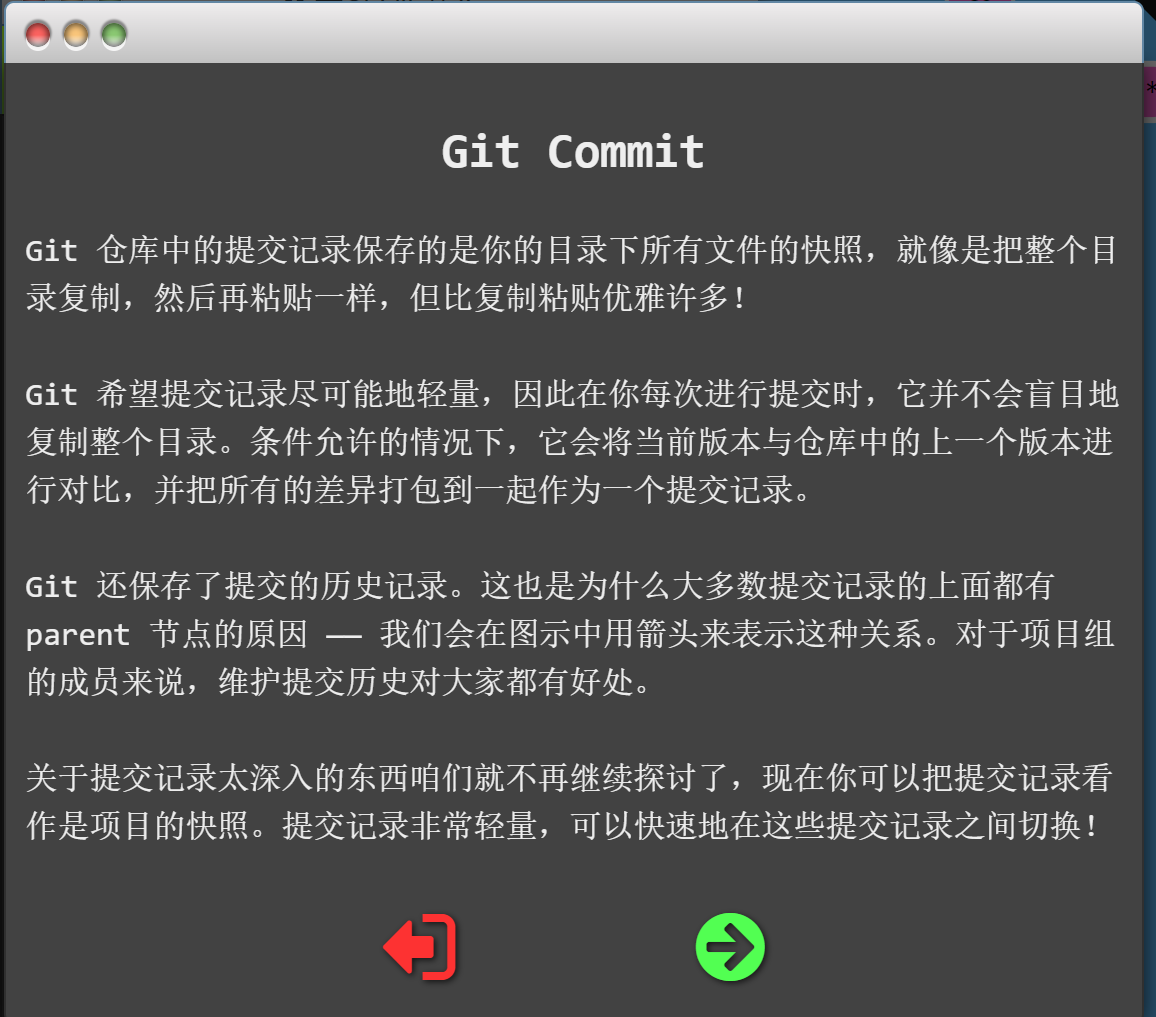 Git Commit
Git 仓库中的提交记录保存的是你的目录下所有文件的快照，就像是把整个目
录复制，然后再粘贴一样，但比复制粘贴优雅许多！
Git 希望提交记录尽可能地轻量，因此在你每次进行提交时，它并不会盲目地
复制整个目录。条件允许的情况下，它会将当前版本与仓库中的上一个版本进
行对比，并把所有的差异打包到一起作为一个提交记录。
Git 还保存了提交的历史记录。这也是为什么大多数提交记录的上面都有
parent 节点的原因 —— 我们会在图示中用箭头来表示这种关系。对于项目组
的成员来说，维护提交历史对大家都有好处。
关于提交记录太深入的东西咱们就不再继续探讨了，现在你可以把提交记录看
作是项目的快照。提交记录非常轻量，可以快速地在这些提交记录之间切换！